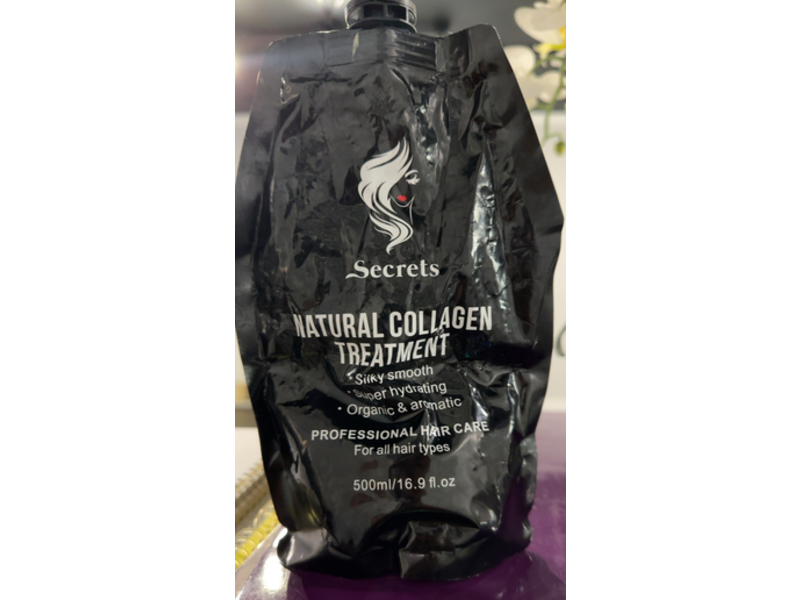 Secrets
NATURAL COLLAGEN
TREATMENT
• Silky smooth
• Super hydrating
• Organic & aromatic
PROFESSIONAL HAIR CARE
For all hair types
500ml/16.9 fl.oz